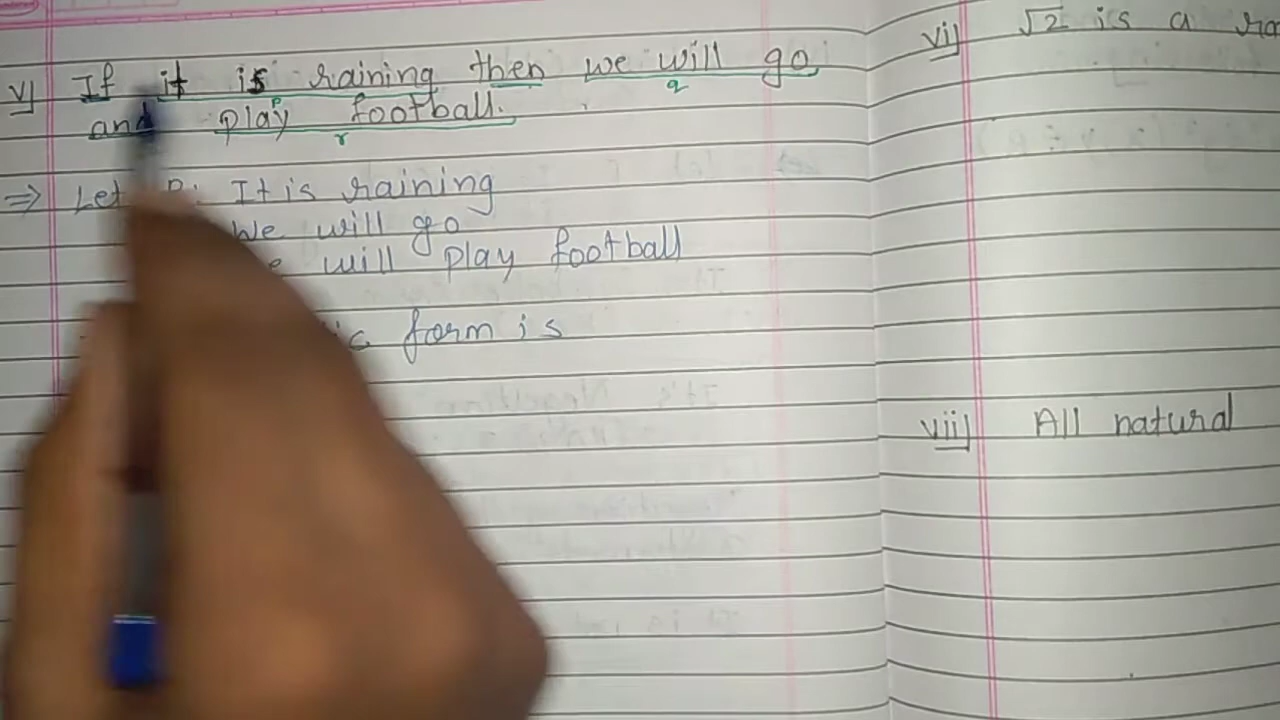 v) If it is raining then we will go
p q
and play football.
r
⇒ Let P: It is raining
We will go
will play football
form is
vi) √2 is a
vii) All natural